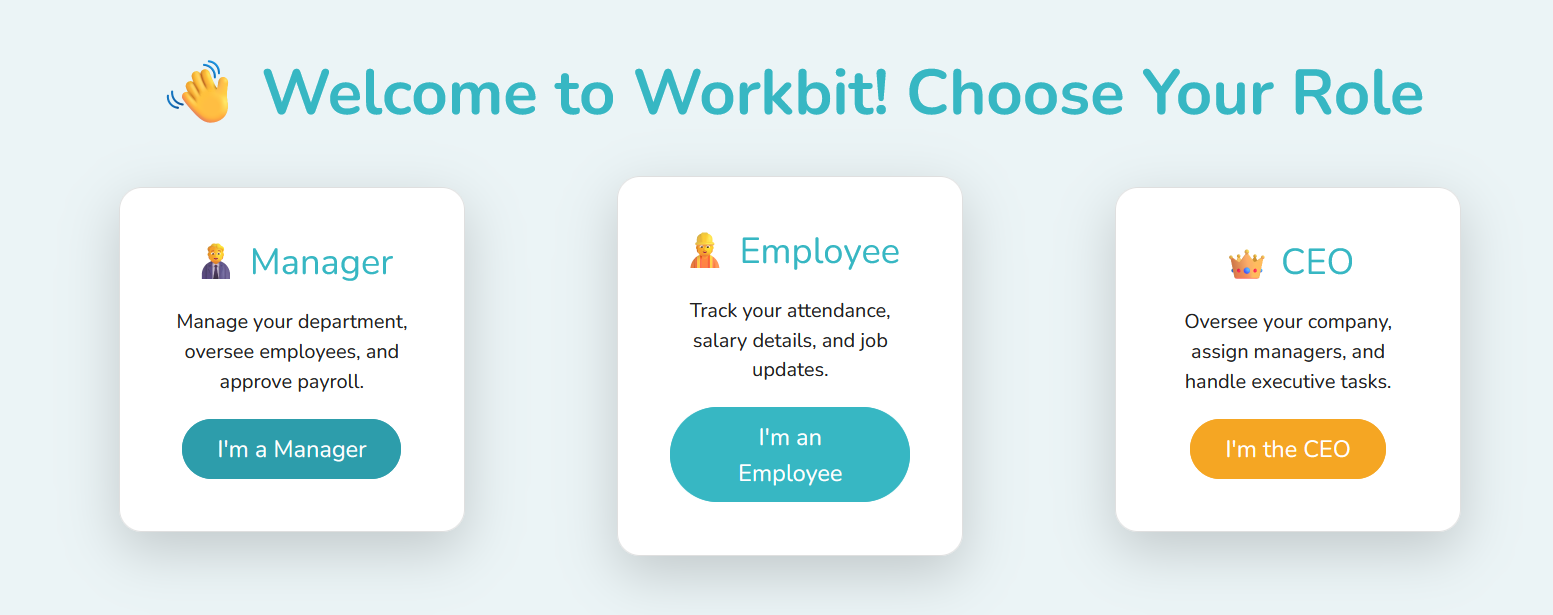 Welcome to Workbit! Choose Your Role
Manager
Manage your department,
oversee employees, and
approve payroll.
I'm a Manager
Employee
Track your attendance,
salary details, and job
updates.
I'm an
Employee
CEO
Oversee your company,
assign managers, and
handle executive tasks.
I'm the CEO